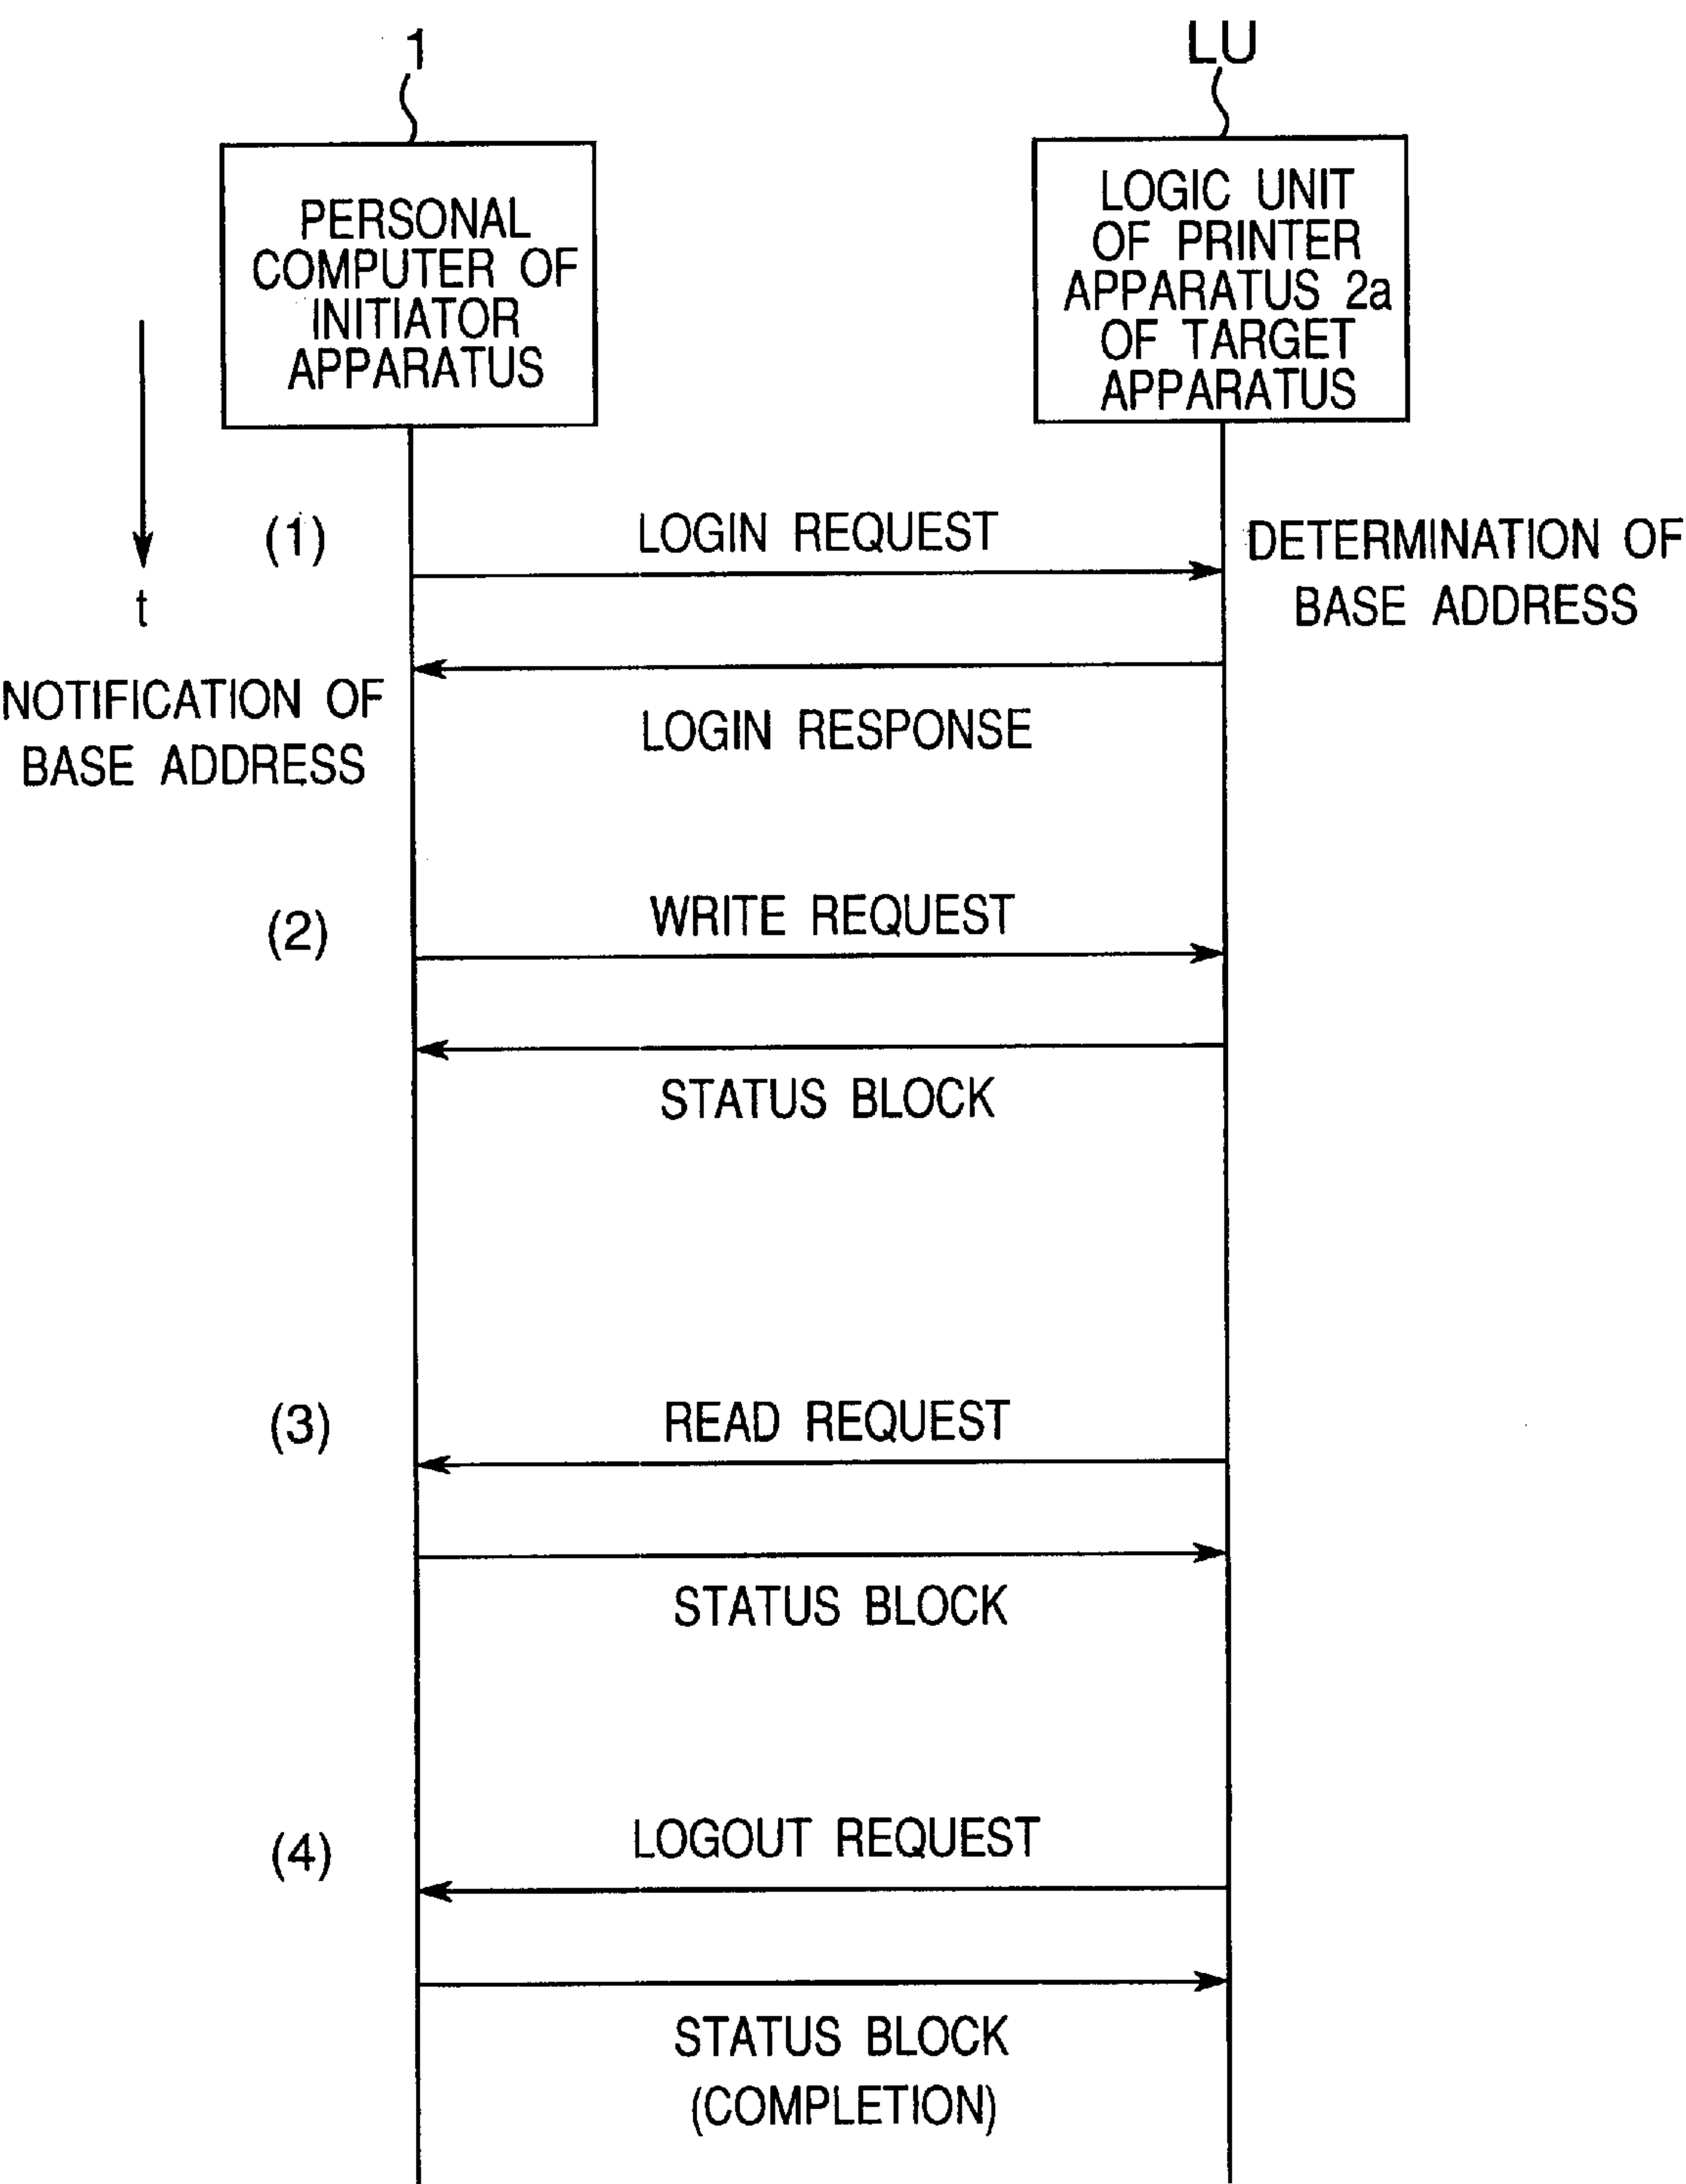 1
LU
PERSONAL
COMPUTER OF
INITIATOR
APPARATUS
LOGIC UNIT
OF PRINTER
APPARATUS 2a
OF TARGET
APPARATUS
t
(1)
LOGIN REQUEST
DETERMINATION OF
BASE ADDRESS
NOTIFICATION OF
BASE ADDRESS
LOGIN RESPONSE
(2)
WRITE REQUEST
STATUS BLOCK
(3)
READ REQUEST
STATUS BLOCK
(4)
LOGOUT REQUEST
STATUS BLOCK
(COMPLETION)